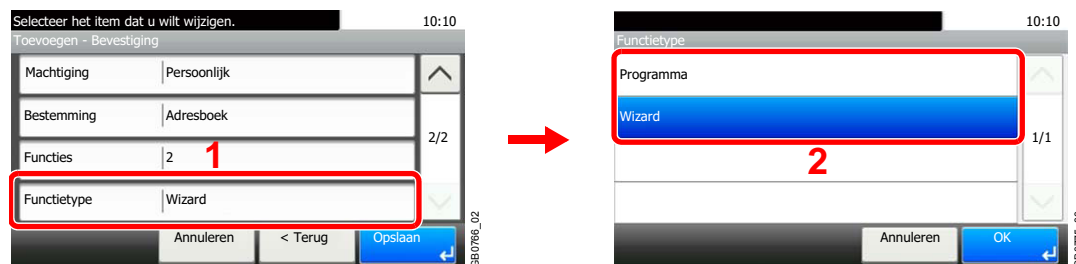 Selecteer het item dat u wilt wijzigen. 10:10
Toevoegen - Bevestiging
Machtiging Persoonlijk
Bestemming Adresboek
2/2
Functies 2
1
Functietype Wizard
Annuleren < Terug Opslaan
GB0766_02
10:10
Functietype
Programma
Wizard
1/1
2
Annuleren OK